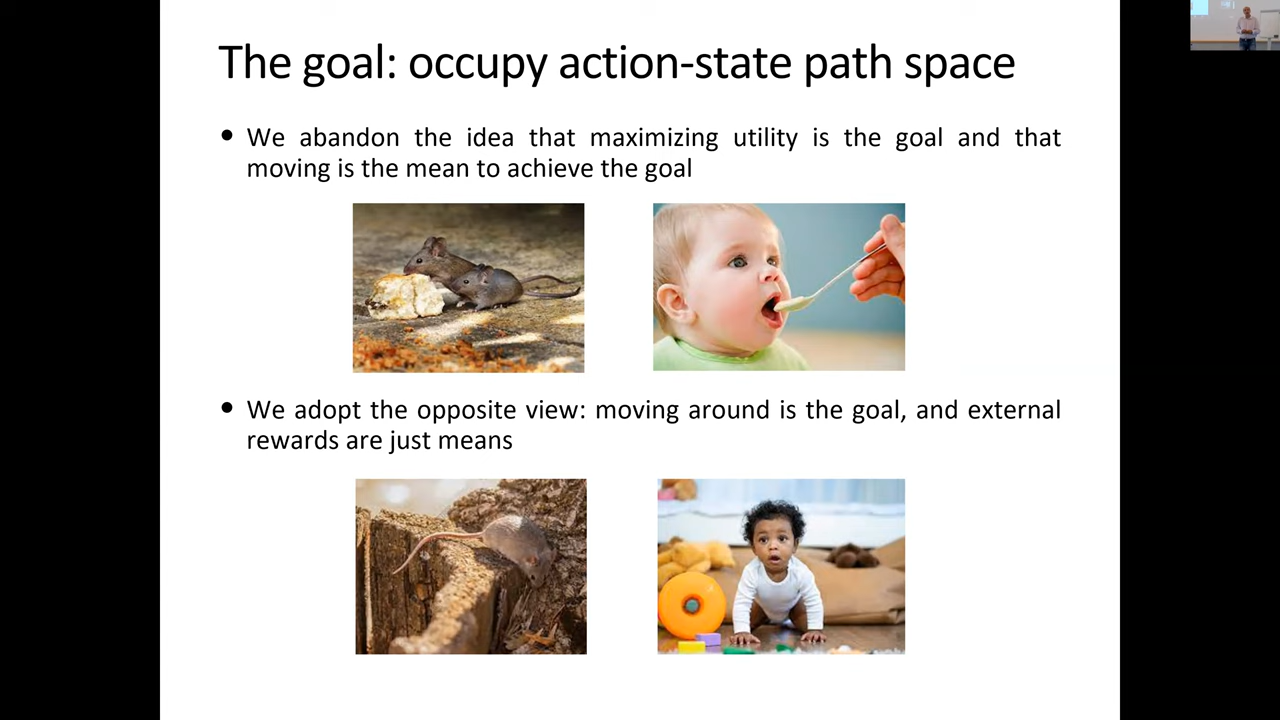 The goal: occupy action-state path space
• We abandon the idea that maximizing utility is the goal and that
moving is the mean to achieve the goal
• We adopt the opposite view: moving around is the goal, and external
rewards are just means